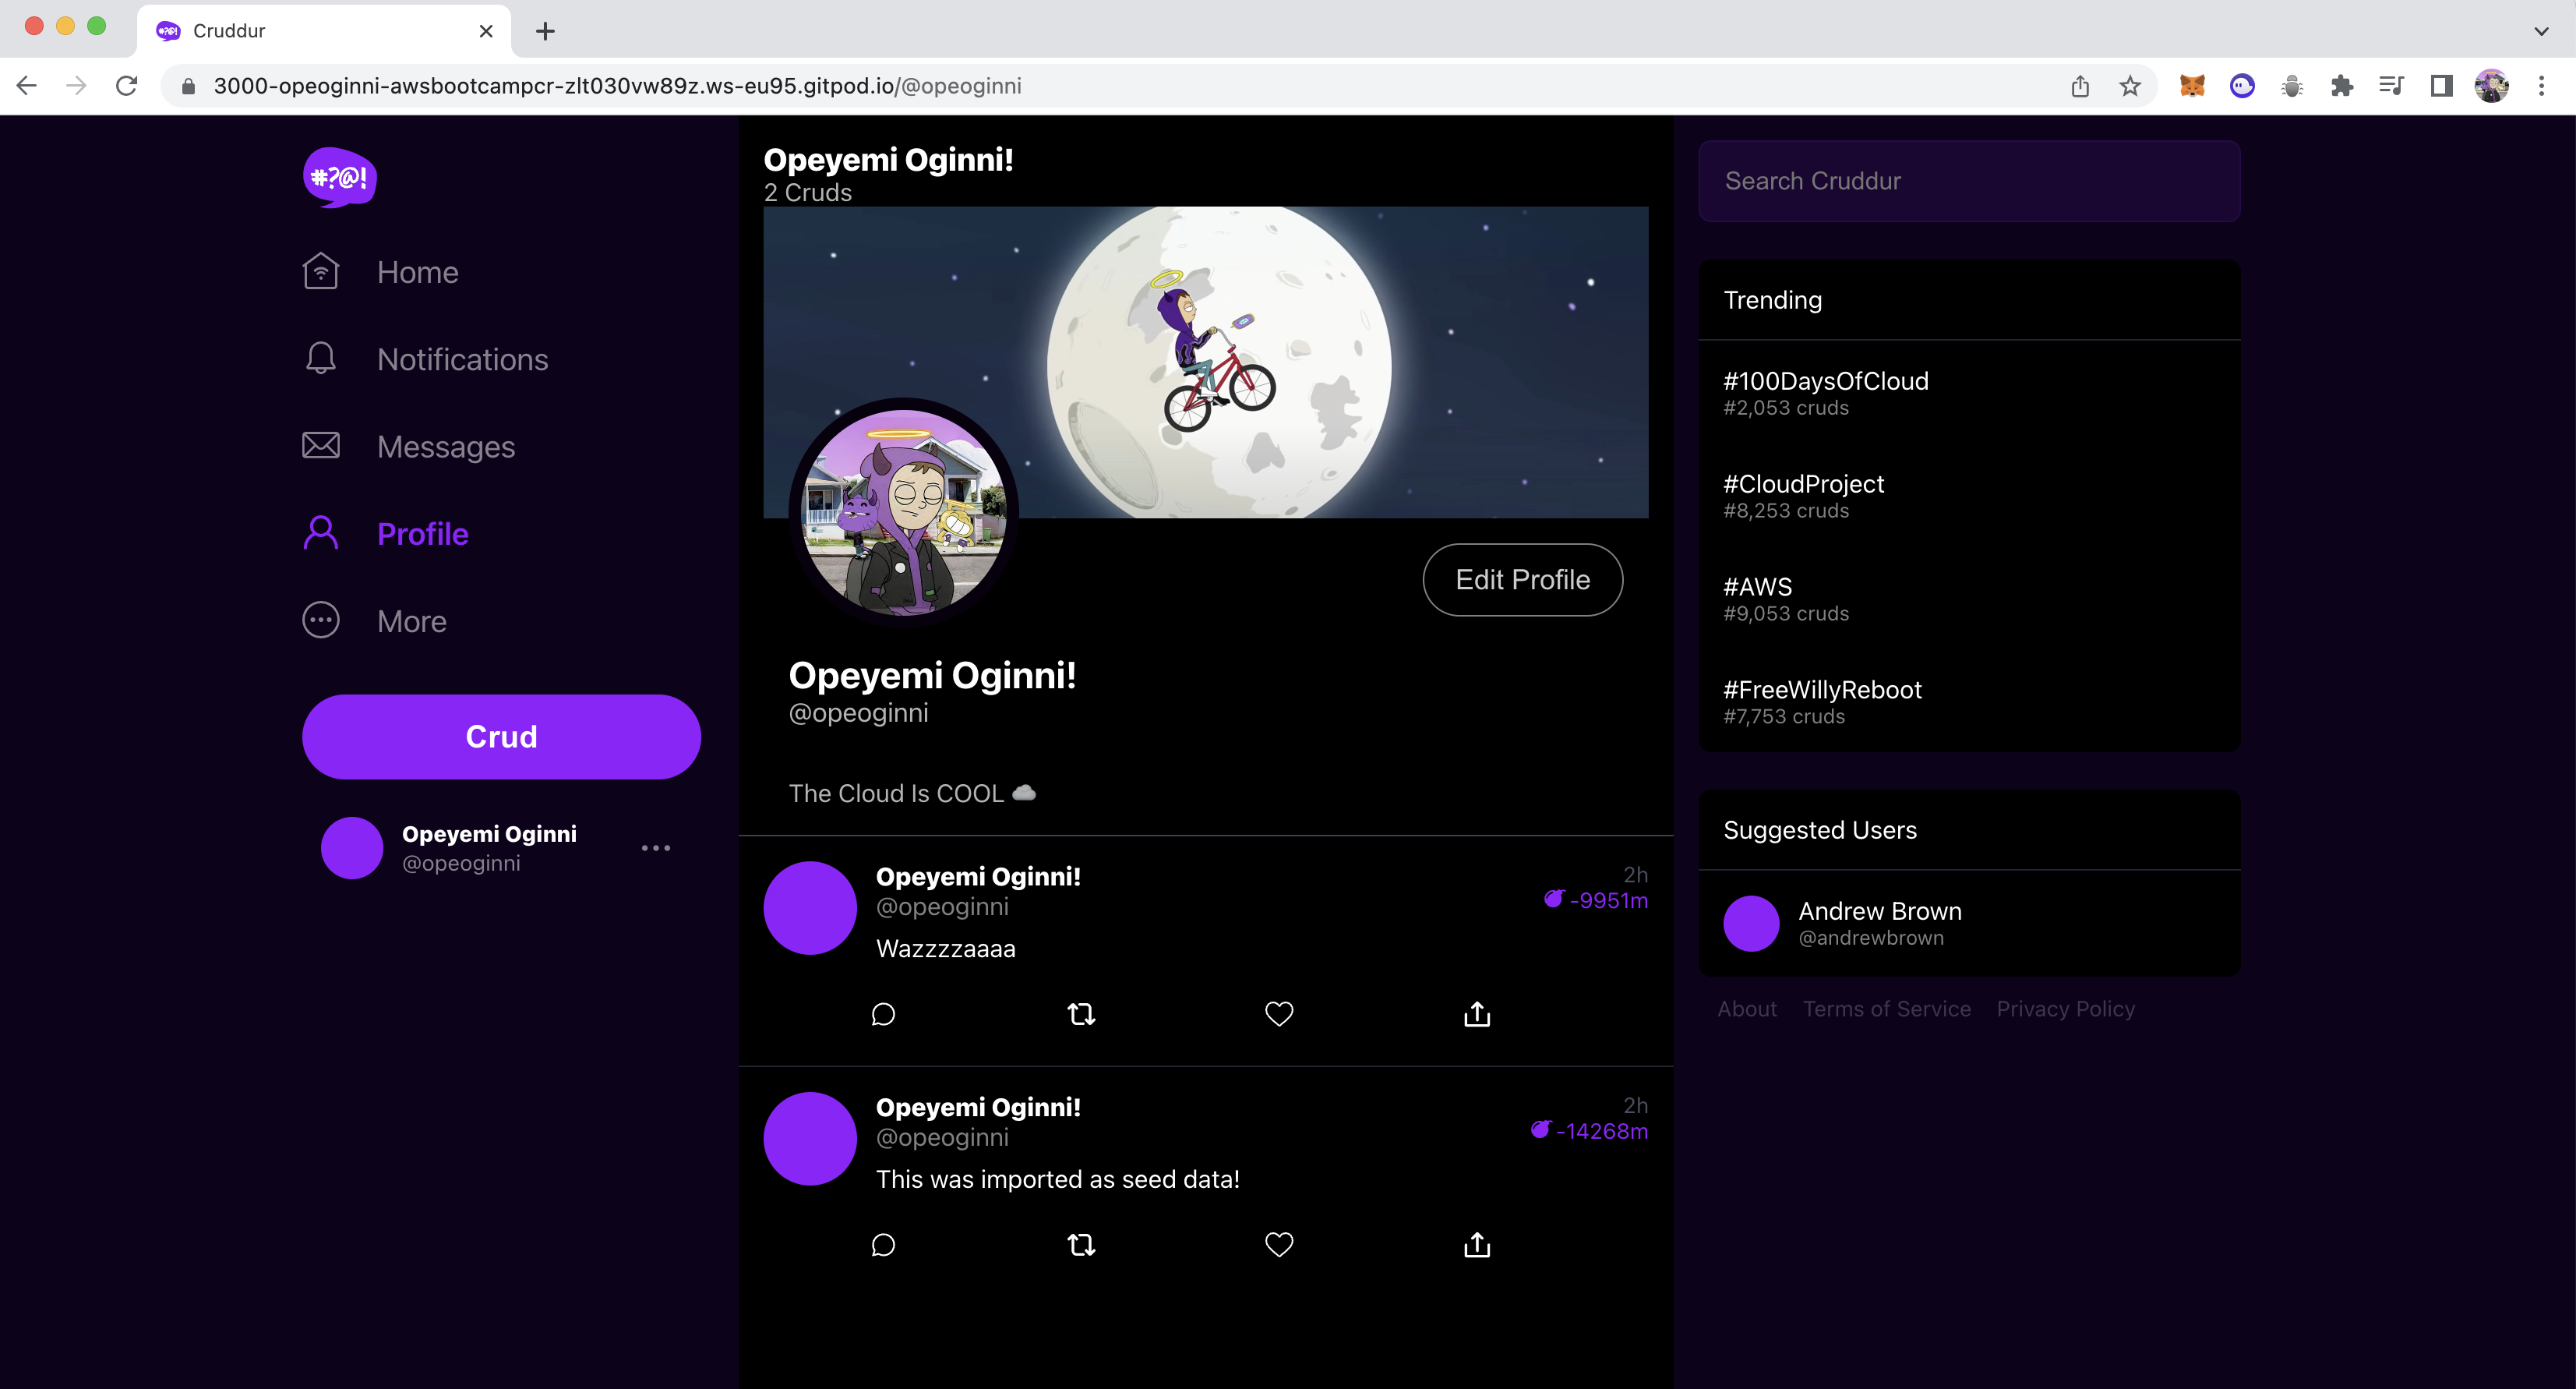 Cruddur
3000-opeoginni-awsbootcampcr-zlt030vw89z.ws-eu95.gitpod.io/@opeoginni
#?@!
Home
Notifications
Messages
Profile
More
Crud
Opeyemi Oginni
@opeoginni
Opeyemi Oginni!
2 Cruds
Edit Profile
Opeyemi Oginni!
@opeoginni
The Cloud Is COOL ☁️
Opeyemi Oginni!
@opeoginni
2h
-9951m
Wazzzzaaaa
Opeyemi Oginni!
@opeoginni
2h
-14268m
This was imported as seed data!
Search Cruddur
Trending
#100DaysOfCloud
#2,053 cruds
#CloudProject
#8,253 cruds
#AWS
#9,053 cruds
#FreeWillyReboot
#7,753 cruds
Suggested Users
Andrew Brown
@andrewbrown
About Terms of Service Privacy Policy